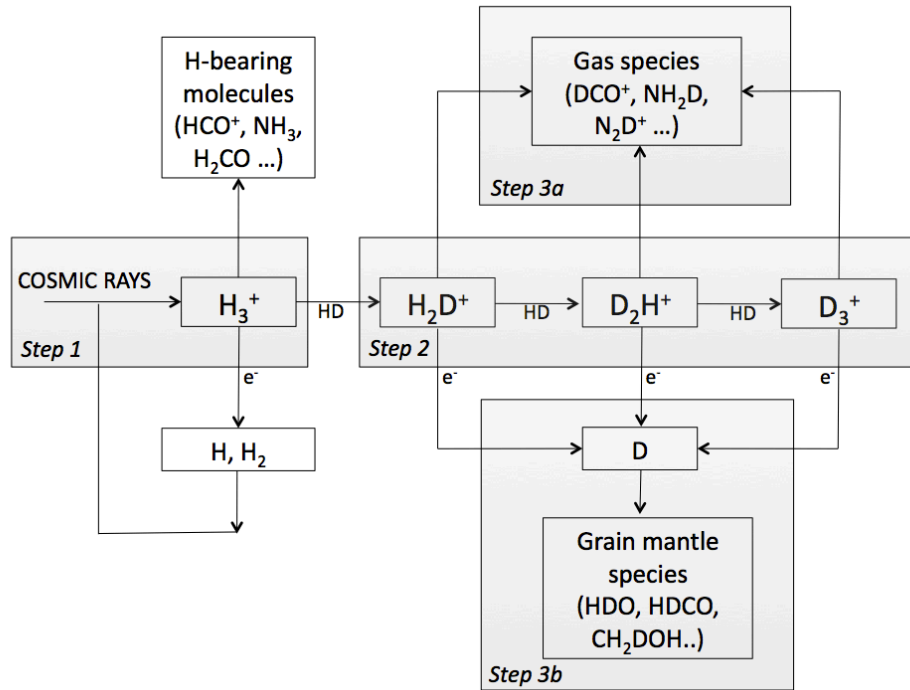 H-bearing
molecules
(HCO⁺, NH₃,
H₂CO ...)
Gas species
(DCO⁺, NH₂D,
N₂D⁺ ...)
Step 3a
COSMIC RAYS
H₃⁺
HD
H₂D⁺
HD
D₂H⁺
HD
D₃⁺
Step 1
Step 2
e⁻
e⁻
e⁻
e⁻
H, H₂
D
Grain mantle
species
(HDO, HDCO,
CH₂DOH..)
Step 3b